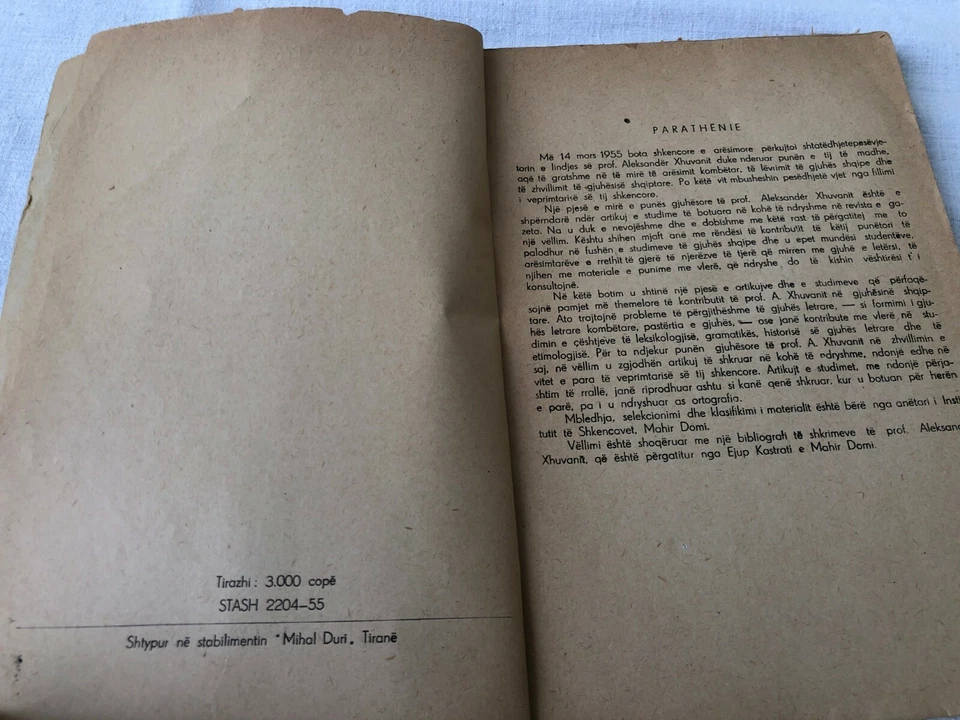 Tirazhi : 3.000 copë
STASH 2204–55
Shtypur në stabilimentin "Mihal Duri„ Tiranë
PARATHENIE
Më 14 mars 1955 bota shkencore e arësimore përkujtoi shtatëdhjetepesëvje-
torin e lindjes së prof. Aleksandër Xhuvanit duke nderuar punën e tij të madhe,
aqë të gratshme në të mirë të arësimit kombëtar, të lëvrimit të gjuhës shqipe dhe
të zhvillimit të gjuhësisë shqiptare. Po këtë vit mbusheshin pesëdhjetë vjet nga fillimi
i veprimtarisë së tij shkencore.
Një pjesë e mirë e punës gjuhësore të prof. Aleksandër Xhuvanit është e
shpërndarë ndër artikuj e studime të botuara në kohë të ndryshme në revista e ga-
zeta. Na u duk e nevojëshme dhe e dobishme me këtë rast të përgatitej me to
një vëllim. Kështu shihen mjaft anë me rëndësi të kontributit të këtij punëtori të
palodhur në fushën e studimeve të gjuhës shqipe dhe u epet mundësi studentëve,
arësimtarëve e rrethit të gjerë të njerëzve të tjerë që mirren me gjuhë e letërsi, të
njihen me materiale e punime me vlerë, që ndryshe do të kishin vështirësi t' i
konsultojnë.
Në këtë botim u shtinë një pjesë e artikujve dhe e studimeve që përfaqë-
sojnë pamjet më themelore të kontributit të prof. A. Xhuvanit në gjuhësinë shqip-
tare. Ato trajtojnë probleme të përgjithëshme të gjuhës letrare, — si formimi i gju-
hës letrare kombëtare, pastërtia e gjuhës, — ose janë kontribute me vlerë në stu-
dimin e çështjeve të leksikologjisë, gramatikës, historisë së gjuhës letrare dhe të
etimologjisë. Për ta ndjekur punën gjuhësore të prof. A. Xhuvanit në zhvillimin e
saj, në vëllim u zgjodhën artikuj të shkruar në kohë të ndryshme, ndonjë edhe në
vitet e para të veprimtarisë së tij shkencore. Artikujt e studimet, me ndonjë përja-
shtim të rrallë, janë riprodhuar ashtu si kanë qenë shkruar, kur u botuan për herën
e parë, pa i u ndryshuar as ortografia.
Mbledhja, selekcionimi dhe klasifikimi i materialit është bërë nga anëtari i Insti
tutit të Shkencavet, Mahir Domi.
Vëllimi është shoqëruar me një bibliografi të shkrimeve të prof. Aleksand
Xhuvanit, që është përgatitur nga Ejup Kastrati e Mahir Domi.